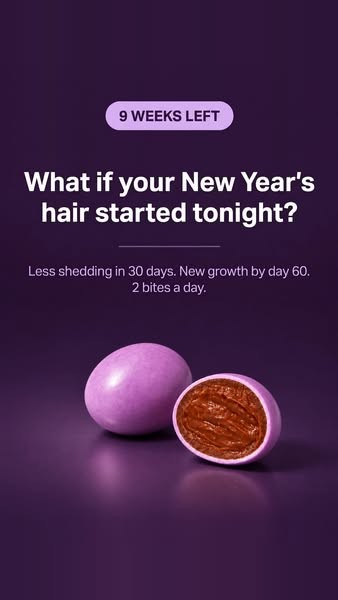 9 WEEKS LEFT
What if your New Year's
hair started tonight?
Less shedding in 30 days. New growth by day 60.
2 bites a day.